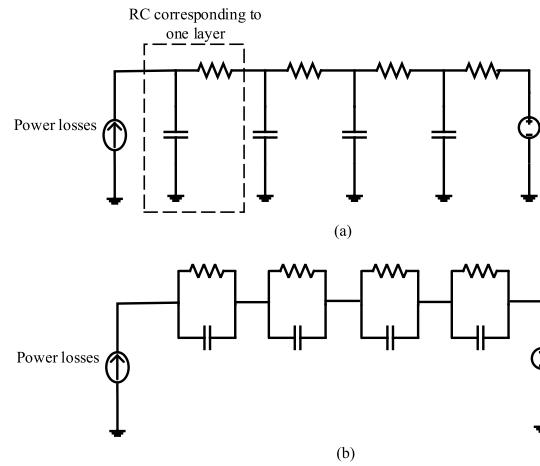 RC corresponding to
one layer
Power losses
(a)
Power losses
(b)